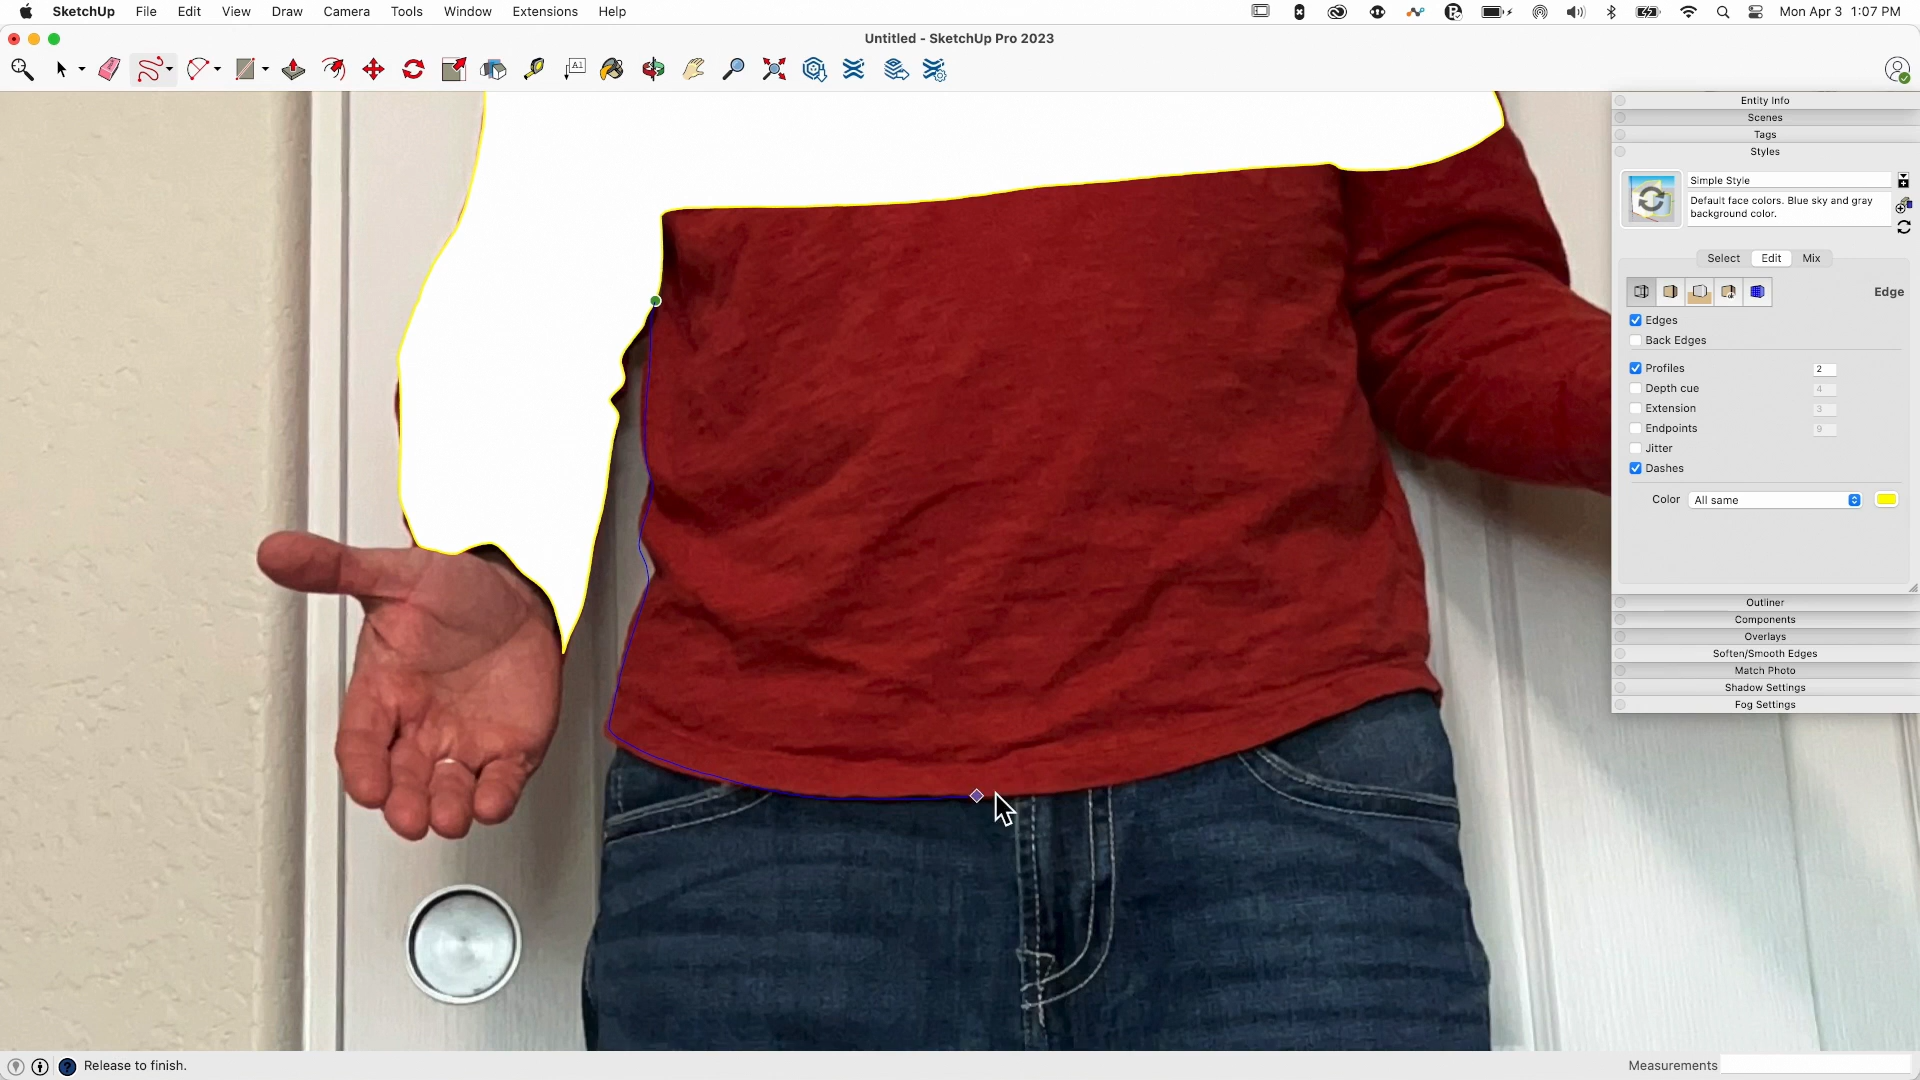 SketchUp File Edit View Draw Camera Tools Window Extensions Help Mon Apr 3 1:07 PM
Untitled - SketchUp Pro 2023
A1
Entity Info
Scenes
Tags
Styles
Simple Style
Default face colors. Blue sky and gray
background color.
Select Edit Mix
Edge
Edges
Back Edges
Profiles 2
Depth cue 4
Extension 3
Endpoints 9
Jitter
Dashes
Color All same
Outliner
Components
Overlays
Soften/Smooth Edges
Match Photo
Shadow Settings
Fog Settings
Release to finish.
Measurements